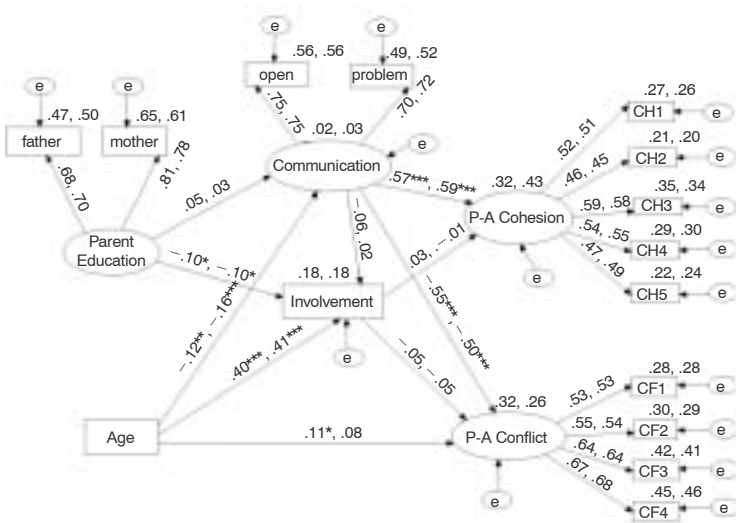 e
e
.56, .56
.49, .52
open
problem
e
e
.75, .75
.70, .72
.27, .26
CH1
e
.47, .50
.65, .61
father
mother
.02, .03
e
.52, .51
.21, .20
CH2
e
Communication
.57***, .59***
.46, .45
.68, .70
.81, .78
.05, .03
.32, .43
.35, .34
.59, .58
CH3
e
P-A Cohesion
.54, .55
.29, .30
CH4
e
Parent
Education
−.06, .02
.03, −.01
.47, .49
.22, .24
CH5
e
−.10*, −.10*
.18, .18
e
Involvement
−.12**, −.16***
−.55***, −.50***
.40***, .41***
e
−.05, −.05
.28, .28
.53, .53
CF1
e
.32, .26
.30, .29
.55, .54
CF2
e
Age
.11*, .08
P-A Conflict
.64, .64
.42, .41
CF3
e
.67, .68
.45, .46
e
CF4
e